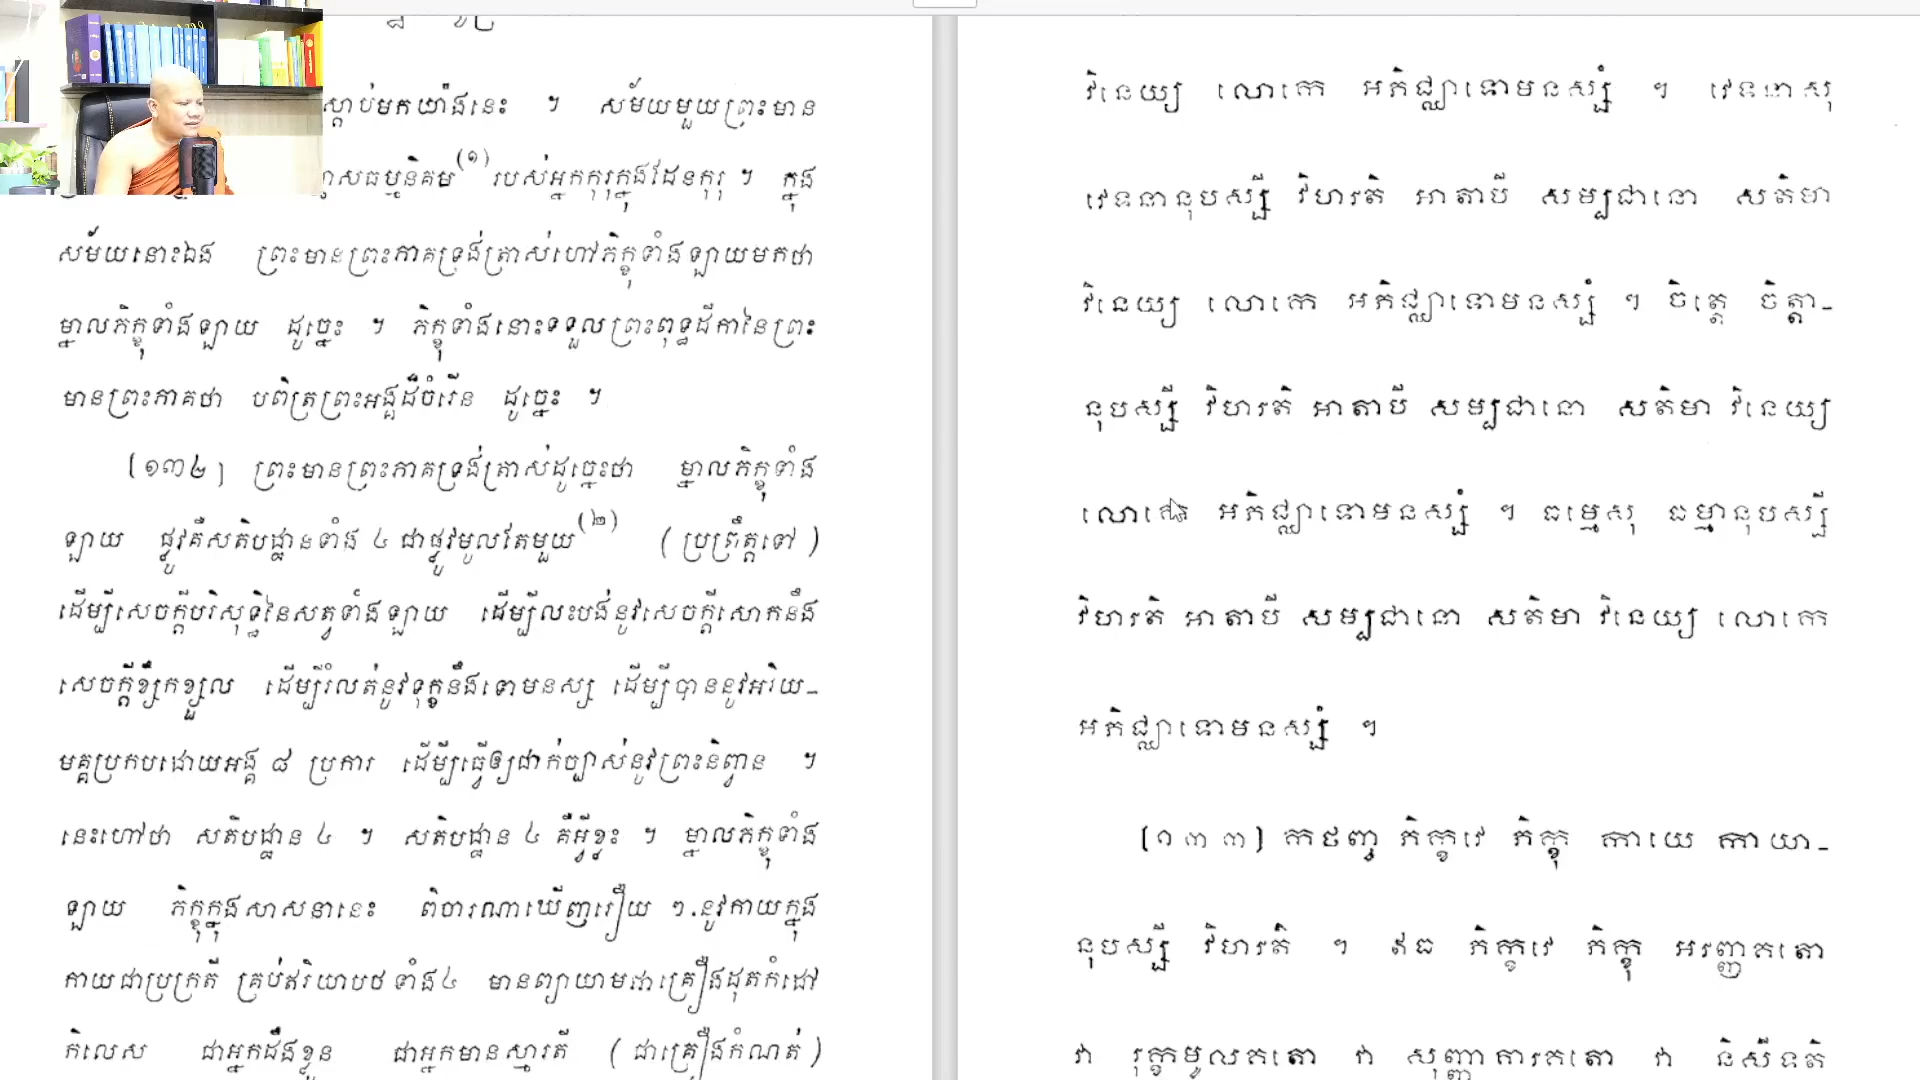 ស្តាប់មកយ៉ាងនេះ ។ សម័យមួយព្រះមាន
ធម្មនិគម(១) របស់អ្នកកុរុក្នុងដែនកុរុ ។ ក្នុង
សម័យនោះឯង ព្រះមានព្រះភាគទ្រង់ត្រាស់ហៅភិក្ខុទាំងឡាយមកថា
ម្នាលភិក្ខុទាំងឡាយ ដូច្នេះ ។ ភិក្ខុទាំងនោះទទួលព្រះពុទ្ធដីកានៃព្រះ
មានព្រះភាគថា បពិត្រព្រះអង្គដ៏ចំរើន ដូច្នេះ ។
[១៣២] ព្រះមានព្រះភាគទ្រង់ត្រាស់ដូច្នេះថា ម្នាលភិក្ខុទាំង
ឡាយ ផ្លូវគឺសតិបដ្ឋានទាំង ៤ ជាផ្លូវមូលតែមួយ(២) (ប្រព្រឹត្តទៅ)
ដើម្បីសេចក្តីបរិសុទ្ធិនៃសត្វទាំងឡាយ ដើម្បីលះបង់នូវសេចក្តីសោកនឹង
សេចក្តីខ្សឹកខ្សួល ដើម្បីរំលត់នូវទុក្ខនឹងទោមនស្ស ដើម្បីបាននូវអរិយ-
មគ្គប្រកបដោយអង្គ ៨ ប្រការ ដើម្បីធ្វើឲ្យជាក់ច្បាស់នូវព្រះនិព្វាន ។
នេះហៅថា សតិបដ្ឋាន ៤ ។ សតិបដ្ឋាន ៤ គឺអ្វីខ្លះ ។ ម្នាលភិក្ខុទាំង
ឡាយ ភិក្ខុក្នុងសាសនានេះ ពិចារណាឃើញរឿយ ៗ នូវកាយក្នុង
កាយជាប្រក្រតី គ្រប់ឥរិយាបថទាំង៤ មានព្យាយាមជាគ្រឿងដុតកំដៅ
កិលេស ជាអ្នកដឹងខ្លួន ជាអ្នកមានស្មារតី (ជាគ្រឿងកំណត់)
វិនេយ្យ លោកេ អភិជ្ឈាទោមនស្សំ ។ វេទនាសុ
វេទនានុបស្សី វិហរតិ អាតាបី សម្បជានោ សតិមា
វិនេយ្យ លោកេ អភិជ្ឈាទោមនស្សំ ។ ចិត្តេ ចិត្តា-
នុបស្សី វិហរតិ អាតាបី សម្បជានោ សតិមា វិនេយ្យ
លោកេ អភិជ្ឈាទោមនស្សំ ។ ធម្មេសុ ធម្មានុបស្សី
វិហរតិ អាតាបី សម្បជានោ សតិមា វិនេយ្យ លោកេ
អភិជ្ឈាទោមនស្សំ ។
[១៣៣] កថញ្ច ភិក្ខវេ ភិក្ខុ កាយេ កាយា-
នុបស្សី វិហរតិ ។ ឥធ ភិក្ខវេ ភិក្ខុ អរញ្ញគតោ
វា រុក្ខមូលគតោ វា សុញ្ញាគារគតោ វា និសីទតិ